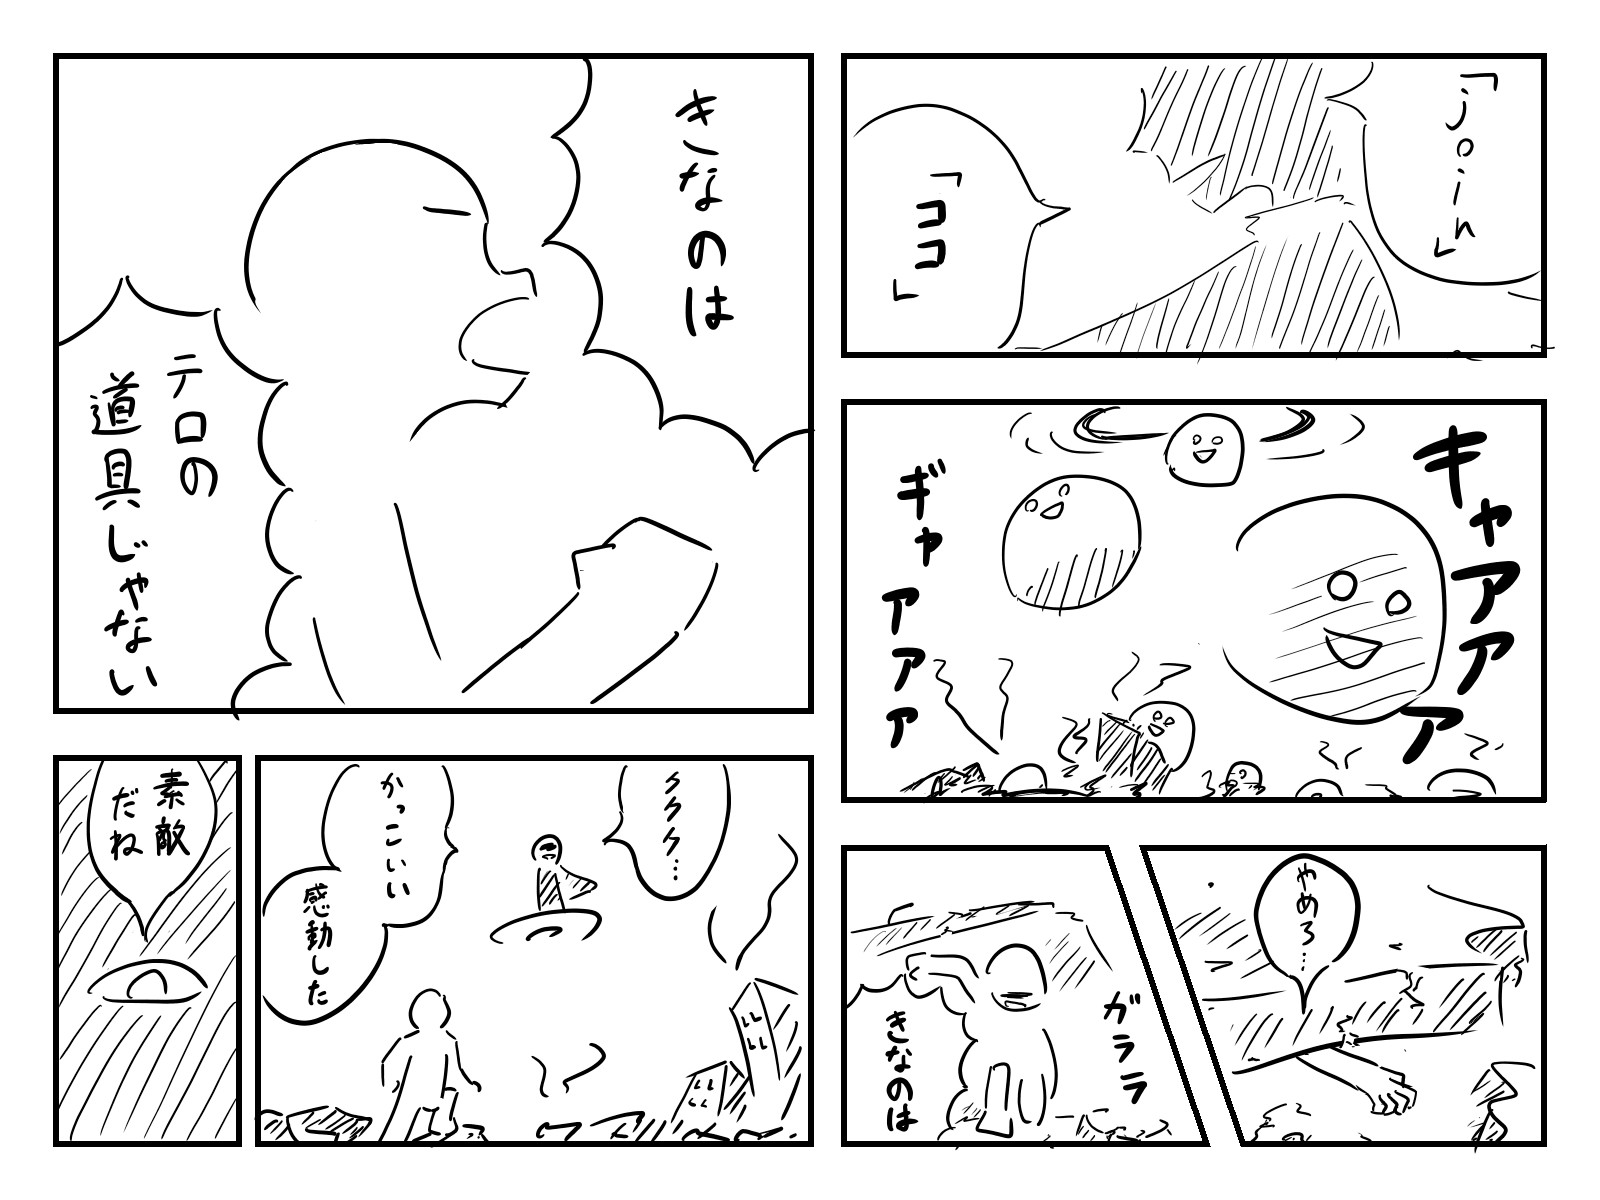 「join」
「ココ」
キャアアア
ギャアアア
やめろ…
ガララ
きなのは
きなのは
テロの
道具じゃない
ククク…
かっこいい
感動した
素敵
だね